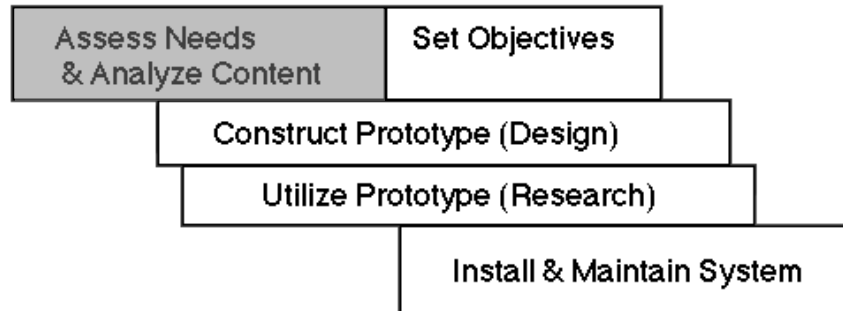 Assess Needs
& Analyze Content
Set Objectives
Construct Prototype (Design)
Utilize Prototype (Research)
Install & Maintain System